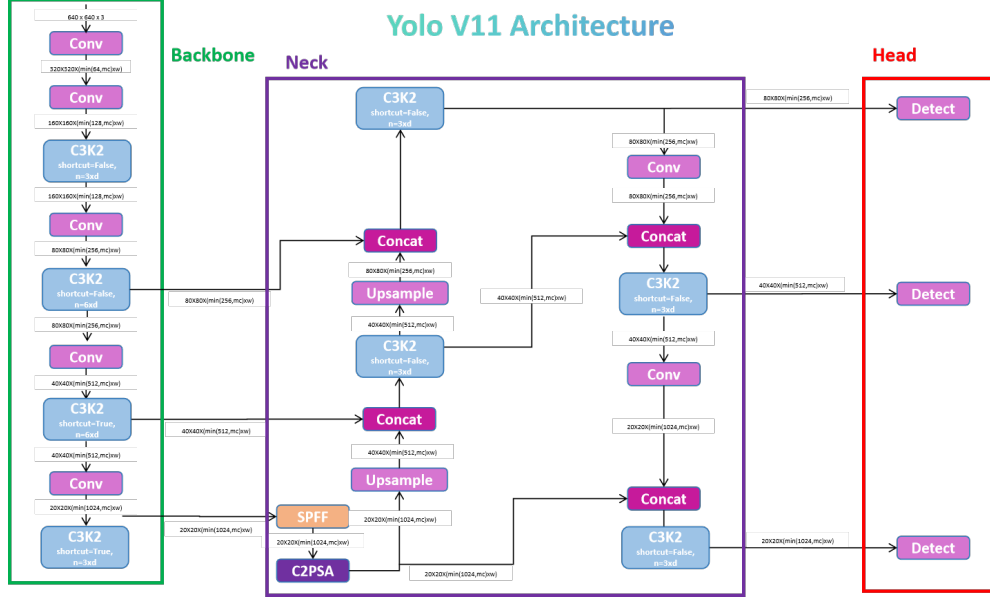 Yolo V11 Architecture
Backbone
640 x 640 x 3
Conv
320X320X(min(64,mc)xw)
Conv
160X160X(min(128,mc)xw)
C3K2
shortcut=False,
n=3xd
160X160X(min(128,mc)xw)
Conv
80X80X(min(256,mc)xw)
C3K2
shortcut=False,
n=6xd
80X80X(min(256,mc)xw)
80X80X(min(256,mc)xw)
Conv
40X40X(min(512,mc)xw)
C3K2
shortcut=True,
n=6xd
40X40X(min(512,mc)xw)
40X40X(min(512,mc)xw)
Conv
20X20X(min(1024,mc)xw)
20X20X(min(1024,mc)xw)
C3K2
shortcut=True,
n=3xd
Neck
C3K2
shortcut=False,
n=3xd
Concat
80X80X(min(256,mc)xw)
Upsample
40X40X(min(512,mc)xw)
C3K2
shortcut=False,
n=3xd
40X40X(min(512,mc)xw)
Concat
40X40X(min(512,mc)xw)
Upsample
20X20X(min(1024,mc)xw)
SPFF
20X20X(min(1024,mc)xw)
C2PSA
20X20X(min(1024,mc)xw)
80X80X(min(256,mc)xw)
Conv
80X80X(min(256,mc)xw)
Concat
C3K2
shortcut=False,
n=3xd
40X40X(min(512,mc)xw)
Conv
20X20X(min(1024,mc)xw)
Concat
C3K2
shortcut=False,
n=3xd
Head
80X80X(min(256,mc)xw)
Detect
40X40X(min(512,mc)xw)
Detect
20X20X(min(1024,mc)xw)
Detect